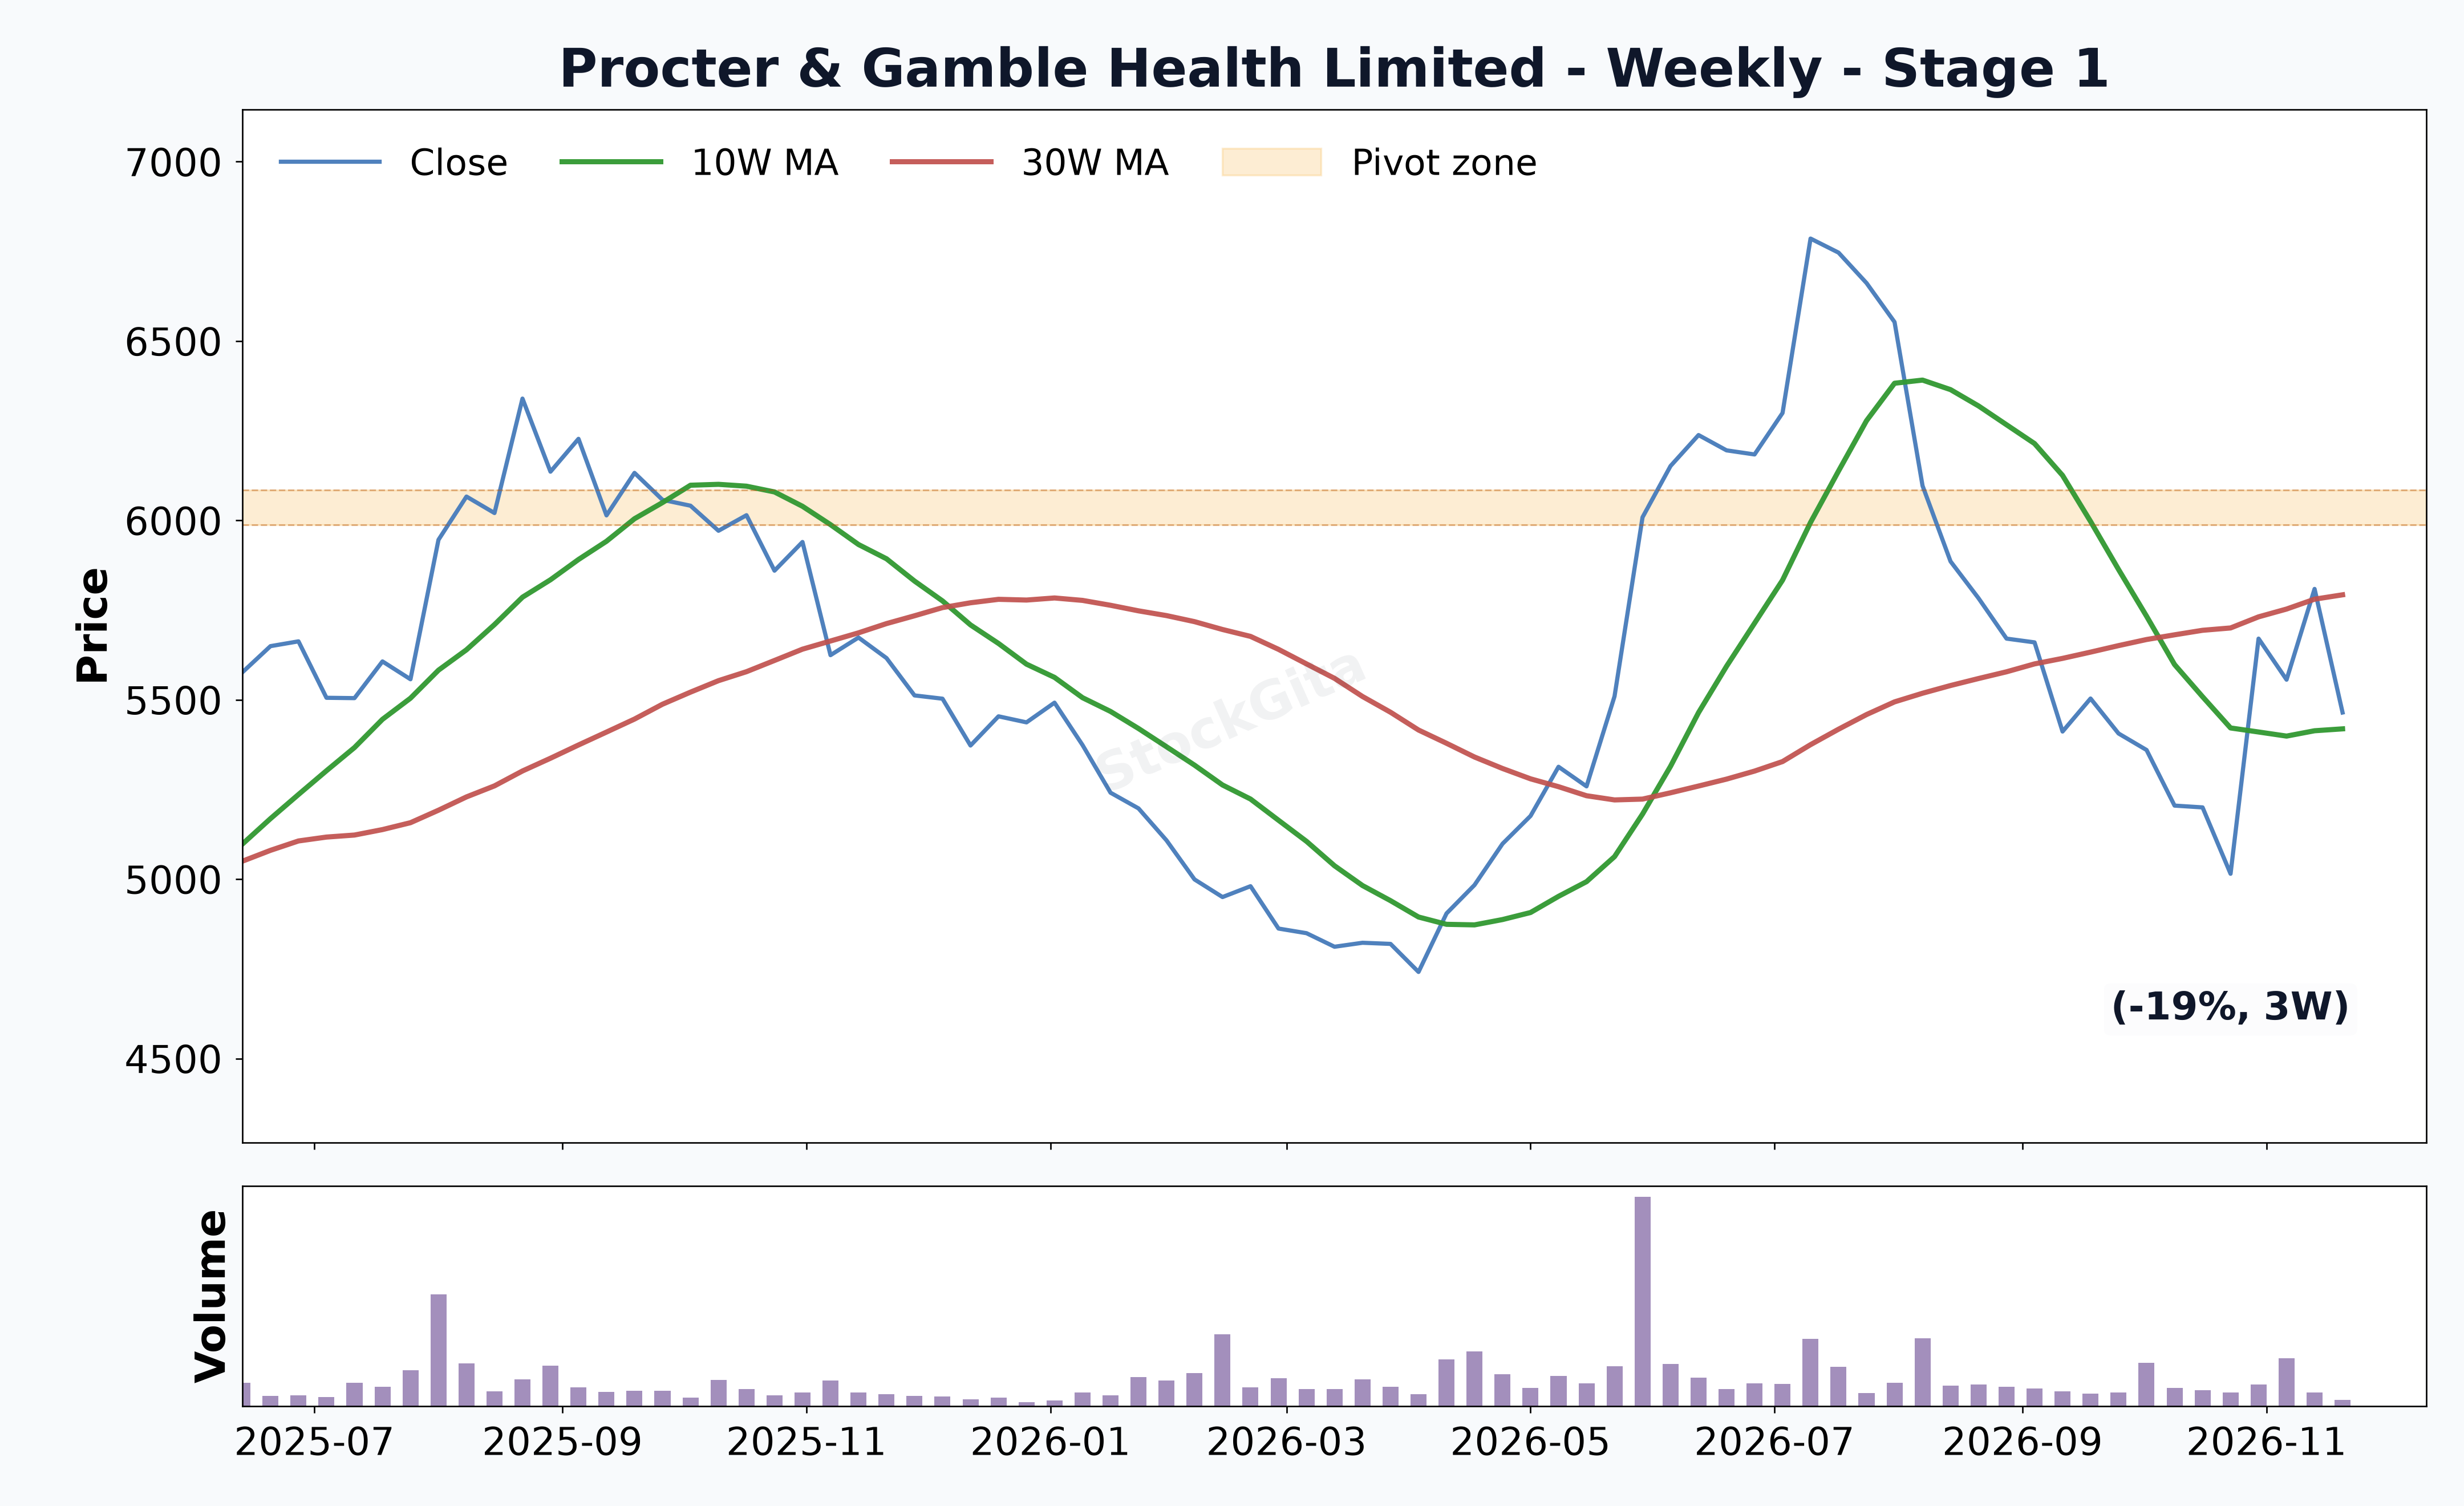 Procter & Gamble Health Limited - Weekly - Stage 1
Close 10W MA 30W MA Pivot zone
Price
7000
6500
6000
5500
5000
4500
StockGita
(-19%, 3W)
Volume
2025-07 2025-09 2025-11 2026-01 2026-03 2026-05 2026-07 2026-09 2026-11